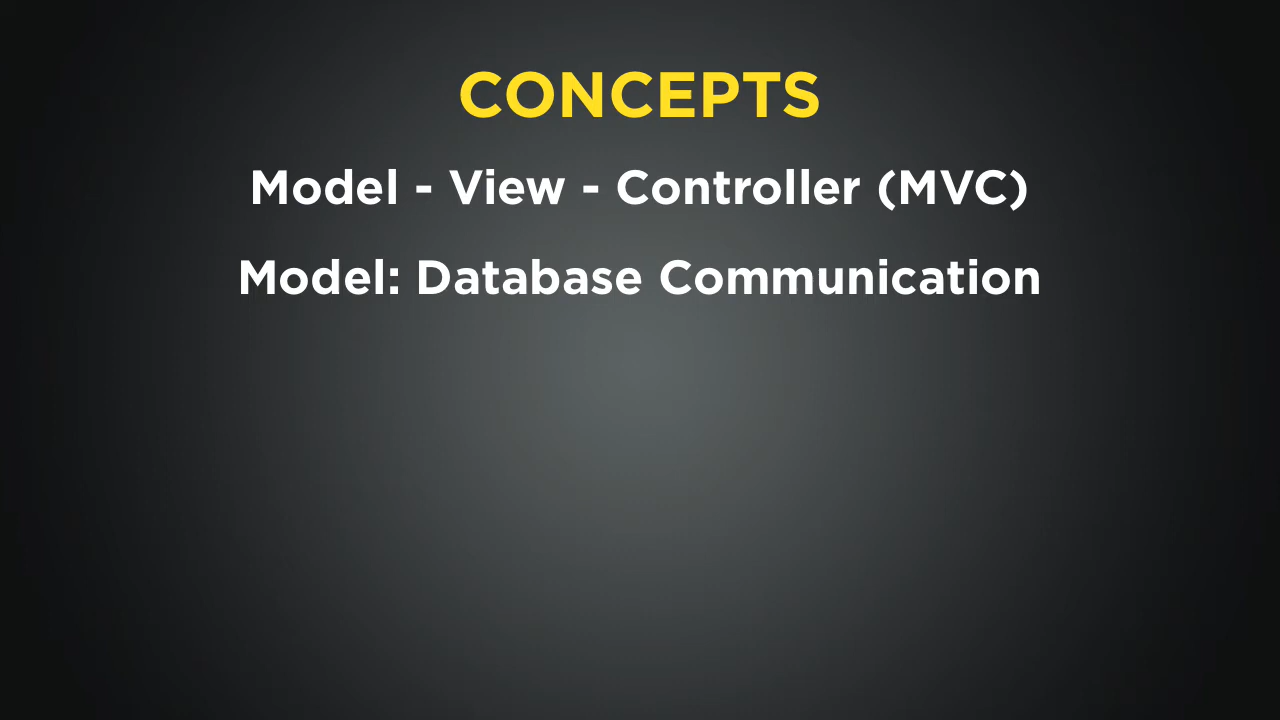 CONCEPTS
Model - View - Controller (MVC)
Model: Database Communication